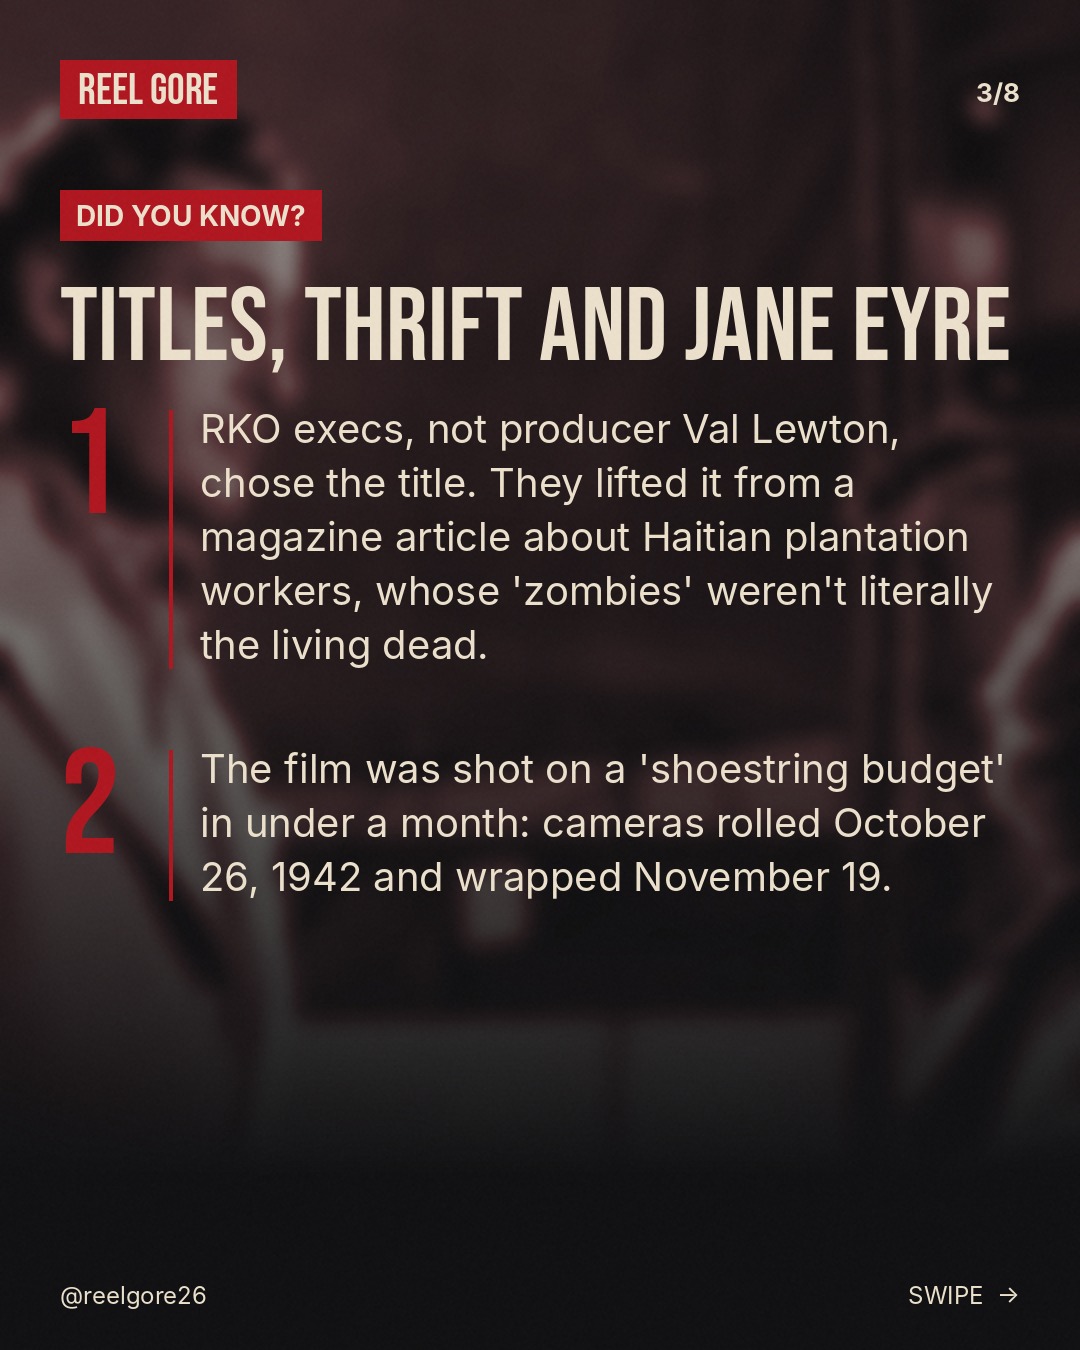 REEL GORE
3/8
DID YOU KNOW?
TITLES, THRIFT AND JANE EYRE
1
RKO execs, not producer Val Lewton,
chose the title. They lifted it from a
magazine article about Haitian plantation
workers, whose 'zombies' weren't literally
the living dead.
2
The film was shot on a 'shoestring budget'
in under a month: cameras rolled October
26, 1942 and wrapped November 19.
@reelgore26
SWIPE →